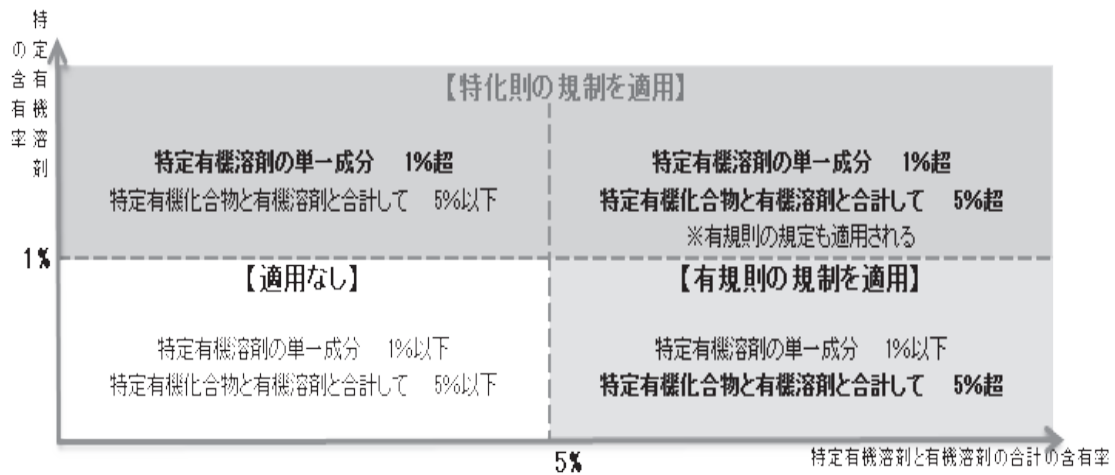 特定有機溶剤の含有率
【特化則の規制を適用】
特定有機溶剤の単一成分　1%超
特定有機化合物と有機溶剤と合計して　5%以下
特定有機溶剤の単一成分　1%超
特定有機化合物と有機溶剤と合計して　5%超
※有規則の規定も適用される
1%
【適用なし】
特定有機溶剤の単一成分　1%以下
特定有機化合物と有機溶剤と合計して　5%以下
【有規則の規制を適用】
特定有機溶剤の単一成分　1%以下
特定有機化合物と有機溶剤と合計して　5%超
5%
特定有機溶剤と有機溶剤の合計の含有率